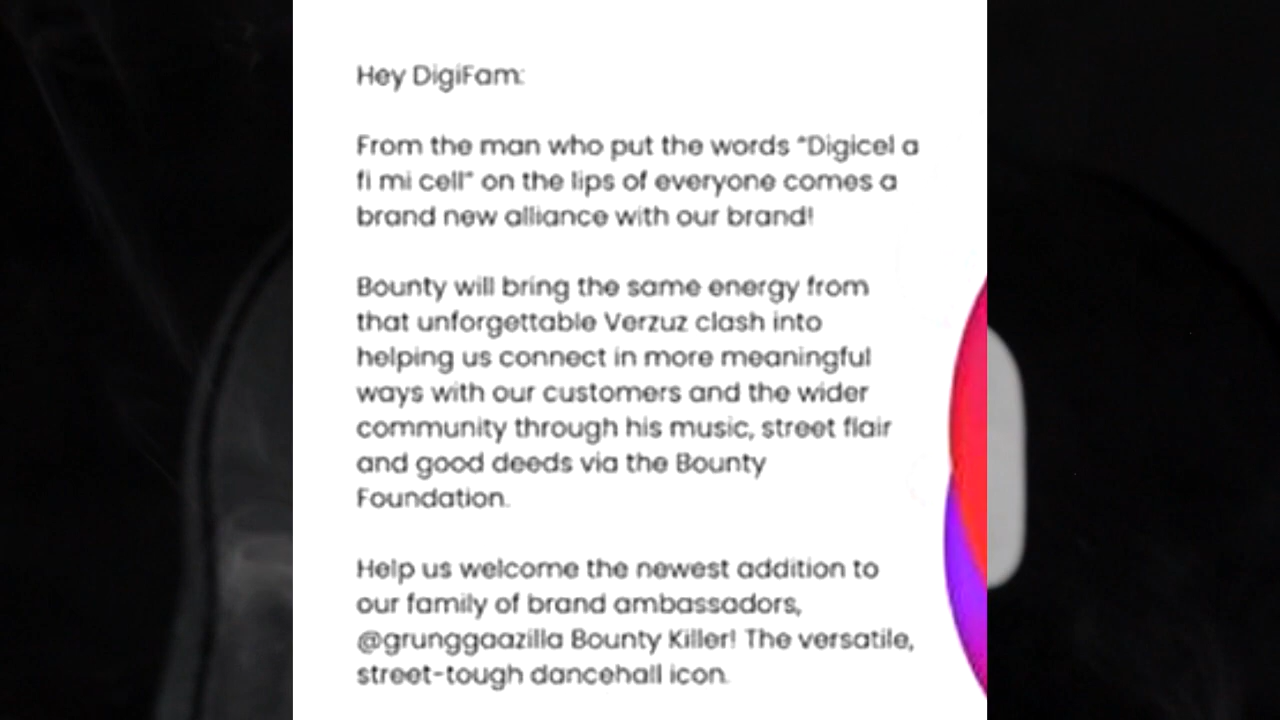 Hey DigiFam:
From the man who put the words "Digicel a
fi mi cell" on the lips of everyone comes a
brand new alliance with our brand!
Bounty will bring the same energy from
that unforgettable Verzuz clash into
helping us connect in more meaningful
ways with our customers and the wider
community through his music, street flair
and good deeds via the Bounty
Foundation.
Help us welcome the newest addition to
our family of brand ambassadors,
@grunggaazilla Bounty Killer! The versatile,
street-tough dancehall icon.